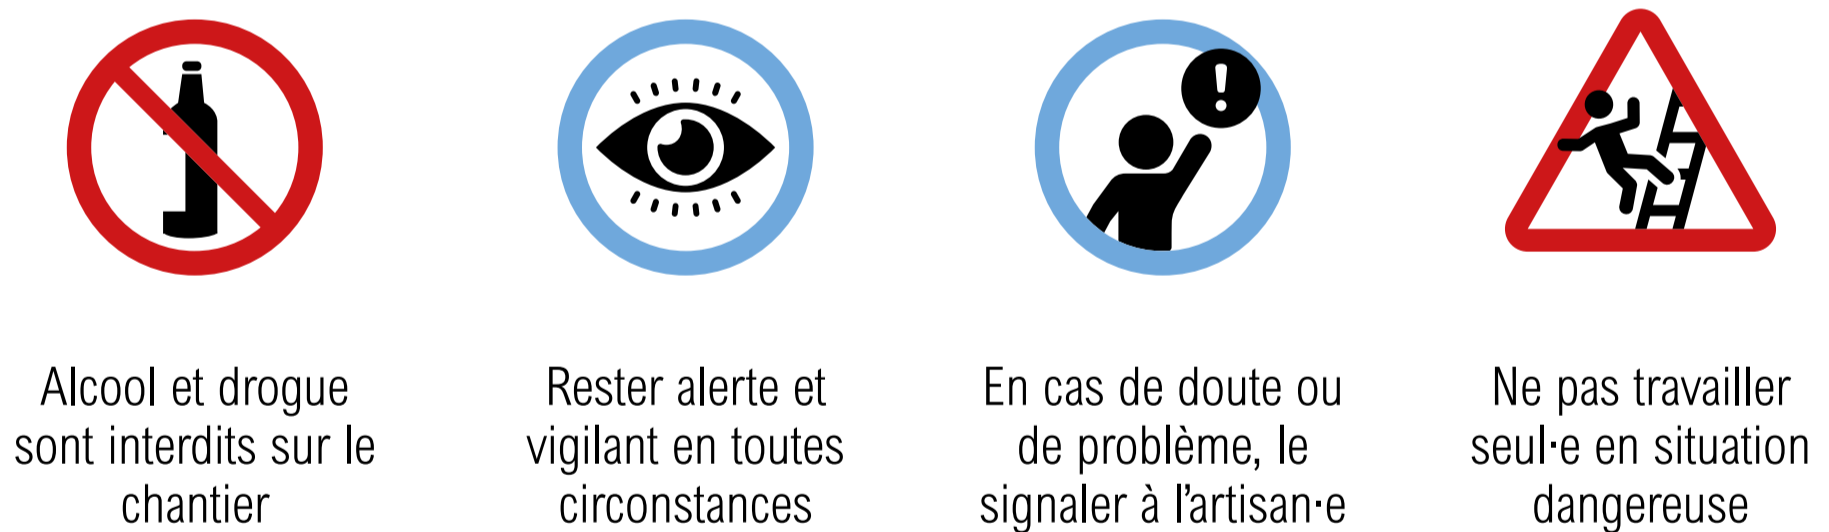 !
Alcool et drogue
sont interdits sur le
chantier
Rester alerte et
vigilant en toutes
circonstances
En cas de doute ou
de problème, le
signaler à l'artisan·e
Ne pas travailler
seul·e en situation
dangereuse